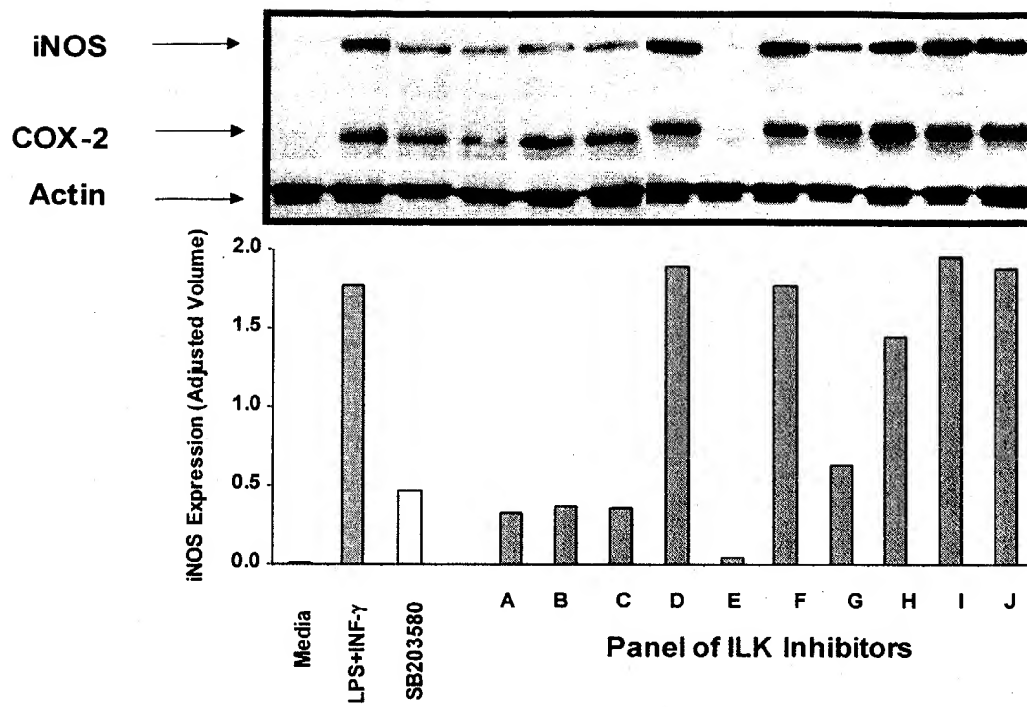 iNOS
COX-2
Actin
iNOS Expression (Adjusted Volume)
2.0
1.5
1.0
0.5
0.0
Media
LPS+INF-γ
SB203580
A B C D E F G H I J
Panel of ILK Inhibitors